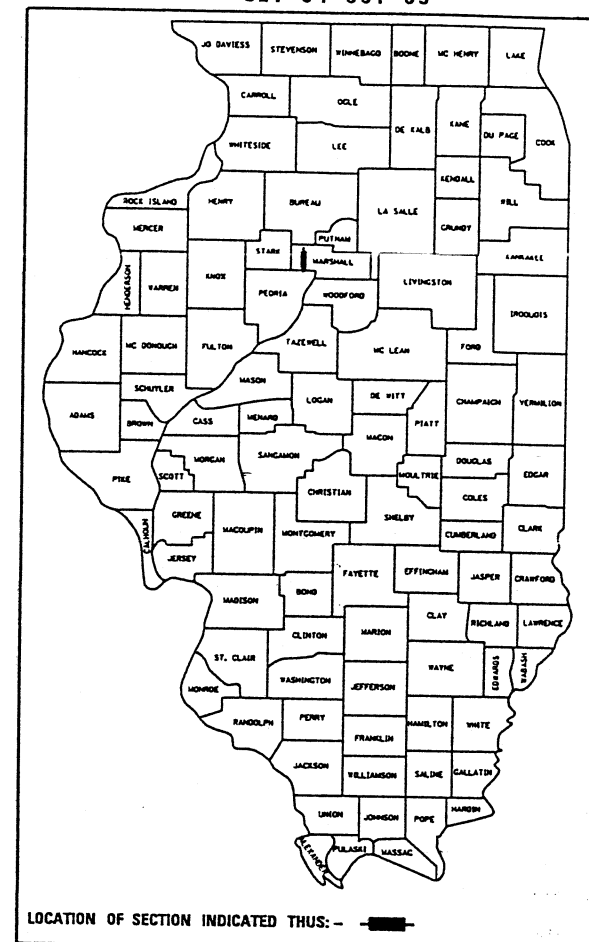 JO DAVIESS STEVENSON WINNEBAGO BOONE MC HENRY LAKE
CARROLL OGLE DE KALB KANE DU PAGE COOK
WHITESIDE LEE
KENDALL WILL
ROCK ISLAND HENRY BUREAU LA SALLE GRUNDY
MERCER PUTNAM
STARK MARSHALL KANKAKEE
HENDERSON WARREN KNOX PEORIA WOODFORD LIVINGSTON IROQUOIS
HANCOCK MC DONOUGH FULTON TAZEWELL MC LEAN FORD
SCHUYLER MASON
ADAMS BROWN CASS MENARD LOGAN DE WITT PIATT CHAMPAIGN VERMILION
MACON
PIKE SCOTT MORGAN SANGAMON MOULTRIE DOUGLAS EDGAR
CHRISTIAN COLES
CALHOUN GREENE MACOUPIN MONTGOMERY SHELBY CUMBERLAND CLARK
JERSEY
FAYETTE EFFINGHAM JASPER CRAWFORD
MADISON BOND
CLAY RICHLAND LAWRENCE
CLINTON MARION
ST. CLAIR WAYNE EDWARDS WABASH
MONROE WASHINGTON JEFFERSON
RANDOLPH PERRY HAMILTON WHITE
FRANKLIN
JACKSON WILLIAMSON SALINE GALLATIN
UNION JOHNSON POPE HARDIN
ALEXANDER PULASKI MASSAC
LOCATION OF SECTION INDICATED THUS: -